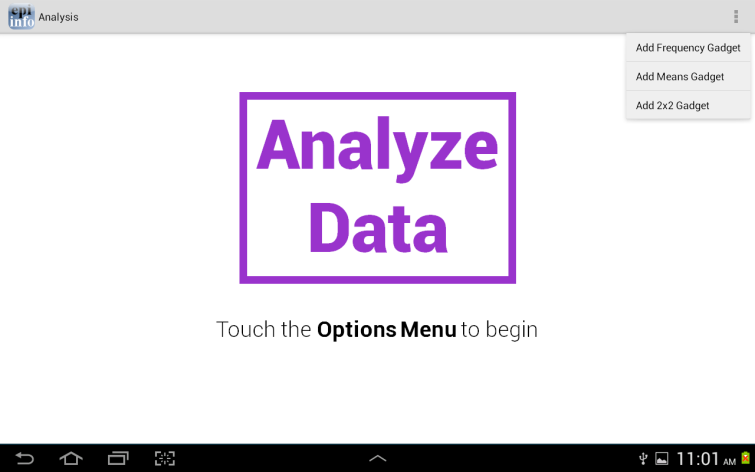 epi
info
Analysis
Add Frequency Gadget
Add Means Gadget
Add 2x2 Gadget
Analyze
Data
Touch the Options Menu to begin
11:01 AM